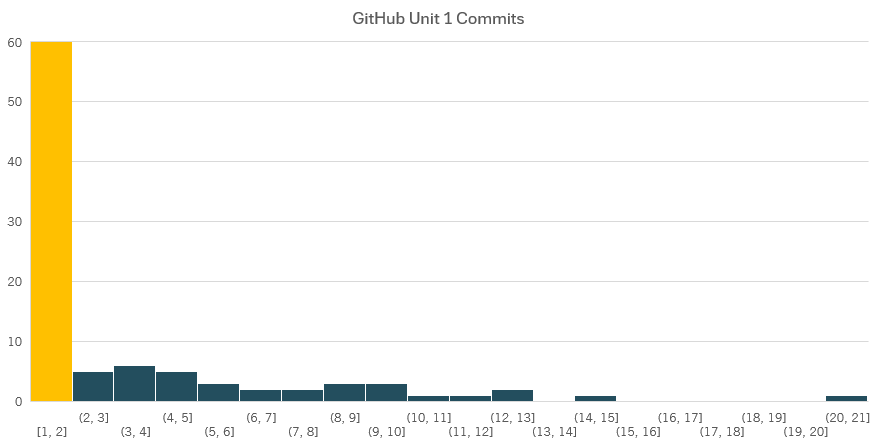 GitHub Unit 1 Commits
60
50
40
30
20
10
0
(2, 3] (4, 5] (6, 7] (8, 9] (10, 11] (12, 13] (14, 15] (16, 17] (18, 19] (20, 21]
[1, 2] (3, 4] (5, 6] (7, 8] (9, 10] (11, 12] (13, 14] (15, 16] (17, 18] (19, 20]